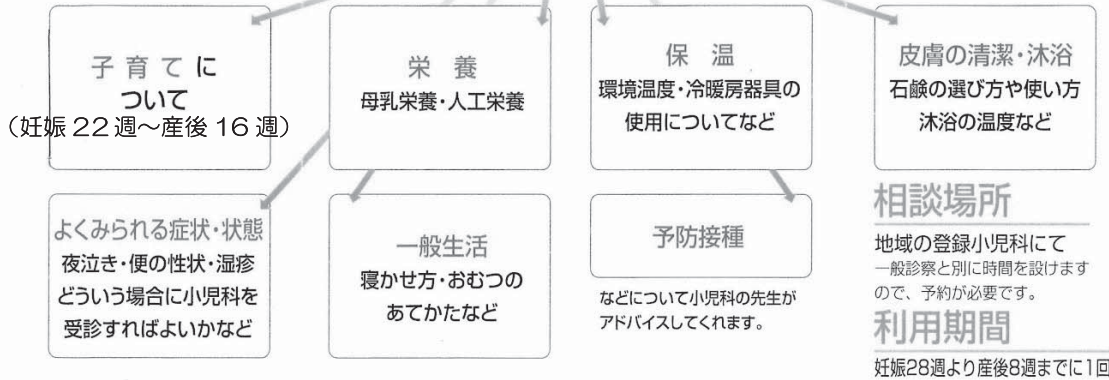 子育てに
ついて
（妊娠22週～産後16週）
栄養
母乳栄養・人工栄養
保温
環境温度・冷暖房器具の
使用についてなど
皮膚の清潔・沐浴
石鹸の選び方や使い方
沐浴の温度など
よくみられる症状・状態
夜泣き・便の性状・湿疹
どういう場合に小児科を
受診すればよいかなど
一般生活
寝かせ方・おむつの
あてかたなど
予防接種
などについて小児科の先生が
アドバイスしてくれます。
相談場所
地域の登録小児科にて
一般診察と別に時間を設けます
ので、予約が必要です。
利用期間
妊娠28週より産後8週までに1回